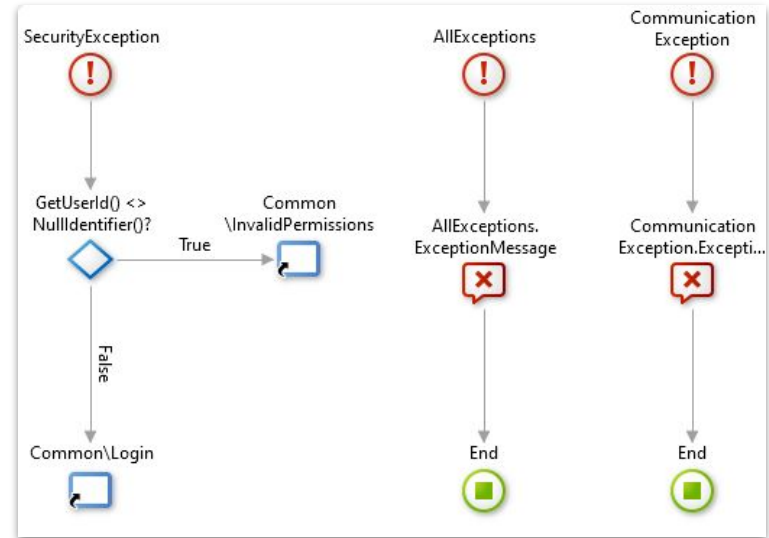 SecurityException
AllExceptions
Communication
Exception
GetUserId() <>
NullIdentifier()?
Common
\InvalidPermissions
True
AllExceptions.
ExceptionMessage
Communication
Exception.Excepti...
False
Common\Login
End
End